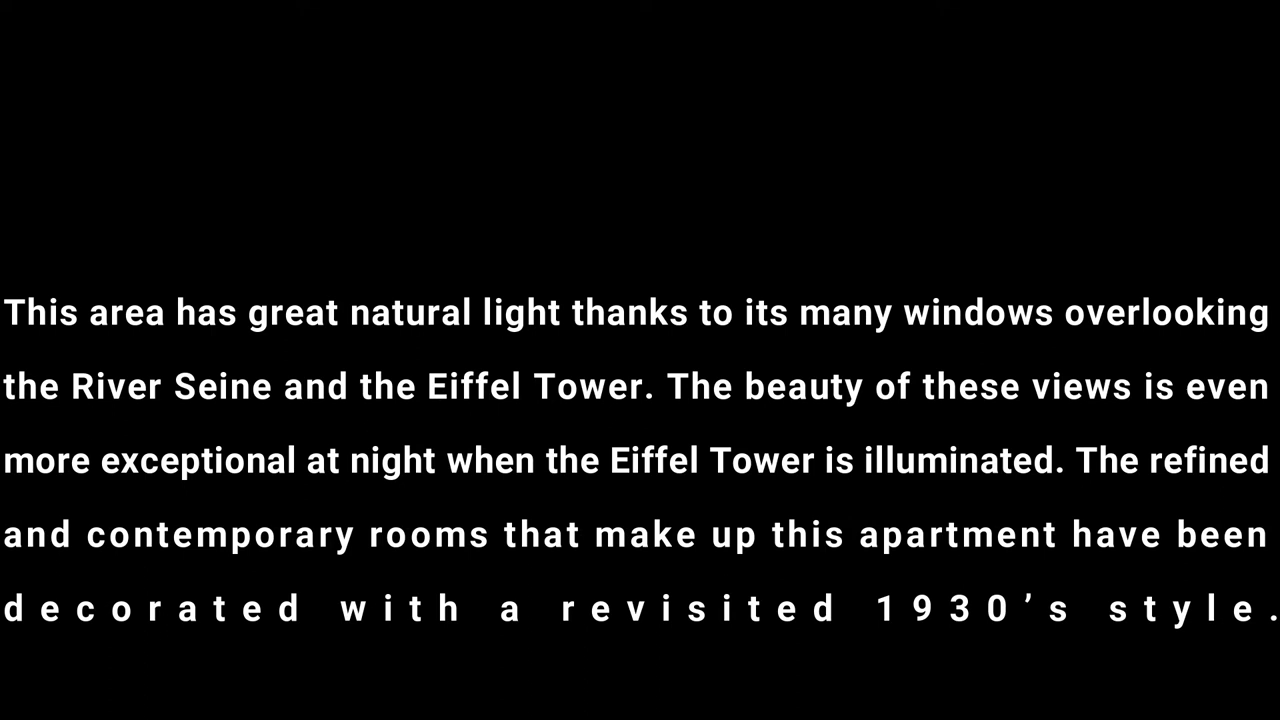 This area has great natural light thanks to its many windows overlooking
the River Seine and the Eiffel Tower. The beauty of these views is even
more exceptional at night when the Eiffel Tower is illuminated. The refined
and contemporary rooms that make up this apartment have been
decorated with a revisited 1930’s style.